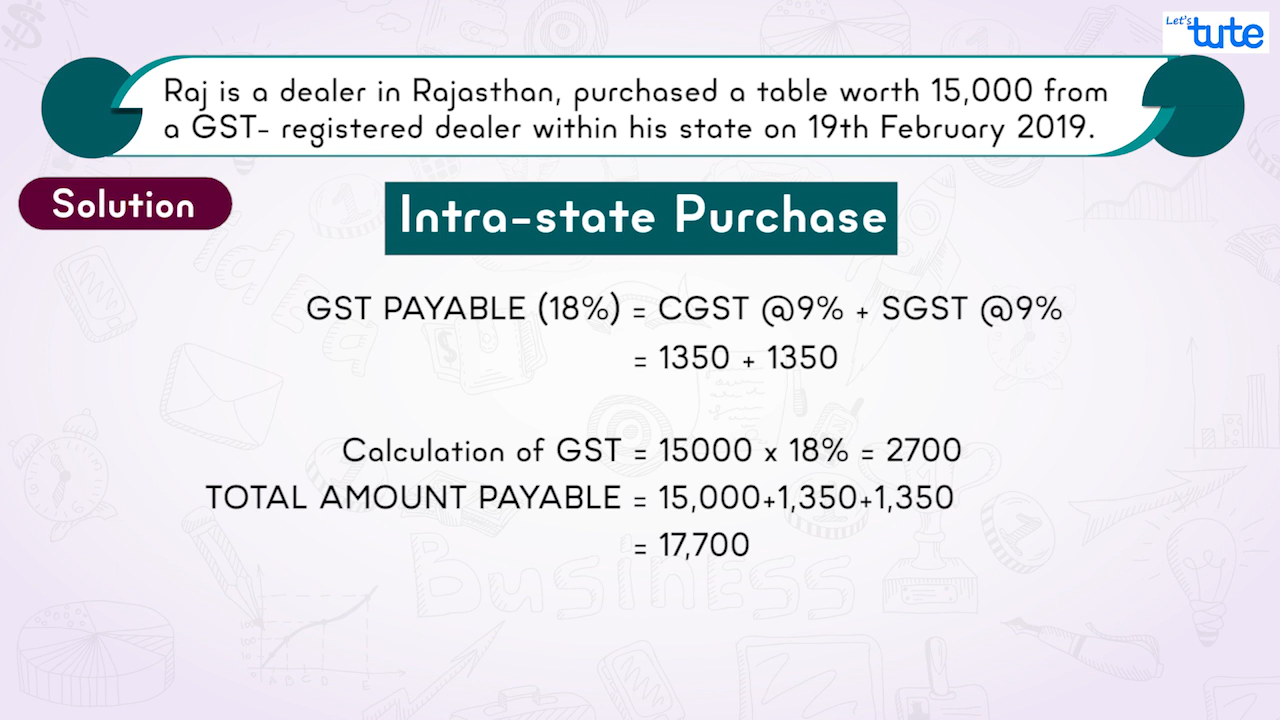 Let's
tute
Raj is a dealer in Rajasthan, purchased a table worth 15,000 from
a GST- registered dealer within his state on 19th February 2019.
Solution
Intra-state Purchase
GST PAYABLE (18%) = CGST @9% + SGST @9%
= 1350 + 1350
Calculation of GST = 15000 x 18% = 2700
TOTAL AMOUNT PAYABLE = 15,000+1,350+1,350
= 17,700
Business